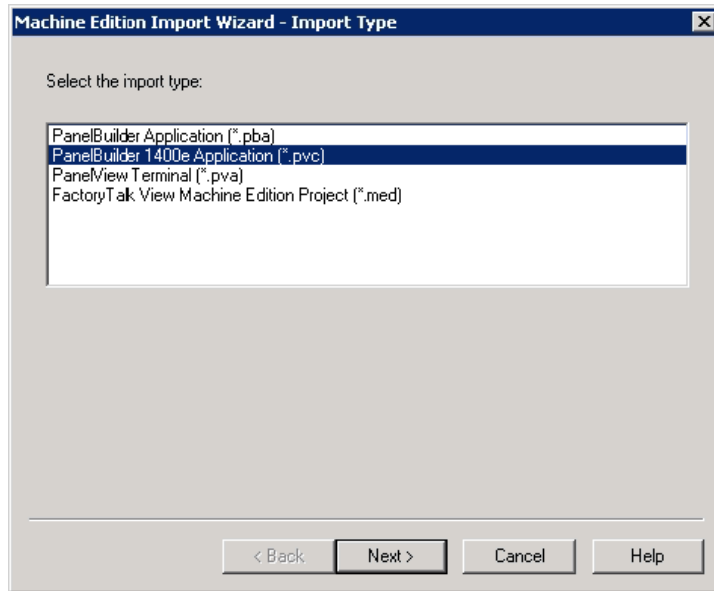 Machine Edition Import Wizard - Import Type
Select the import type:
PanelBuilder Application (*.pba)
PanelBuilder 1400e Application (*.pvc)
PanelView Terminal (*.pva)
FactoryTalk View Machine Edition Project (*.med)
< Back Next > Cancel Help